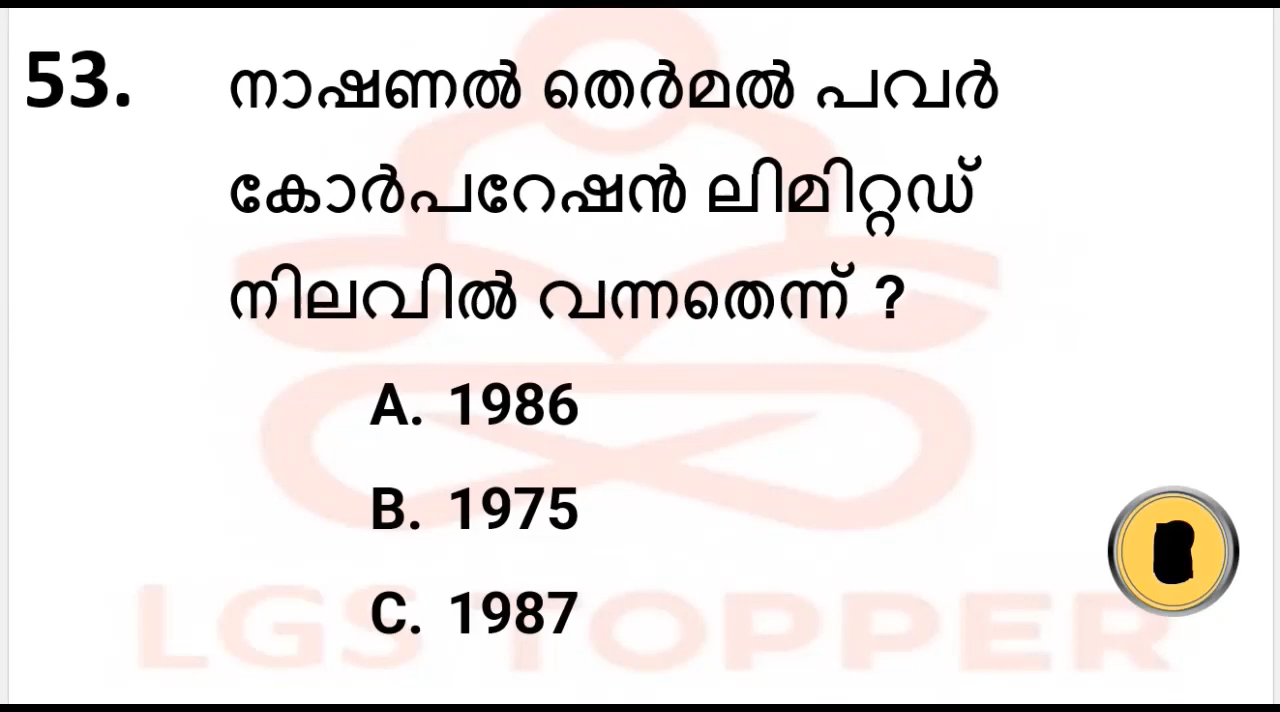 53. നാഷണൽ തെർമൽ പവർ
കോർപറേഷൻ ലിമിറ്റഡ്
നിലവിൽ വന്നതെന്ന് ?
A. 1986
B. 1975
C. 1987
LGS TOPPER